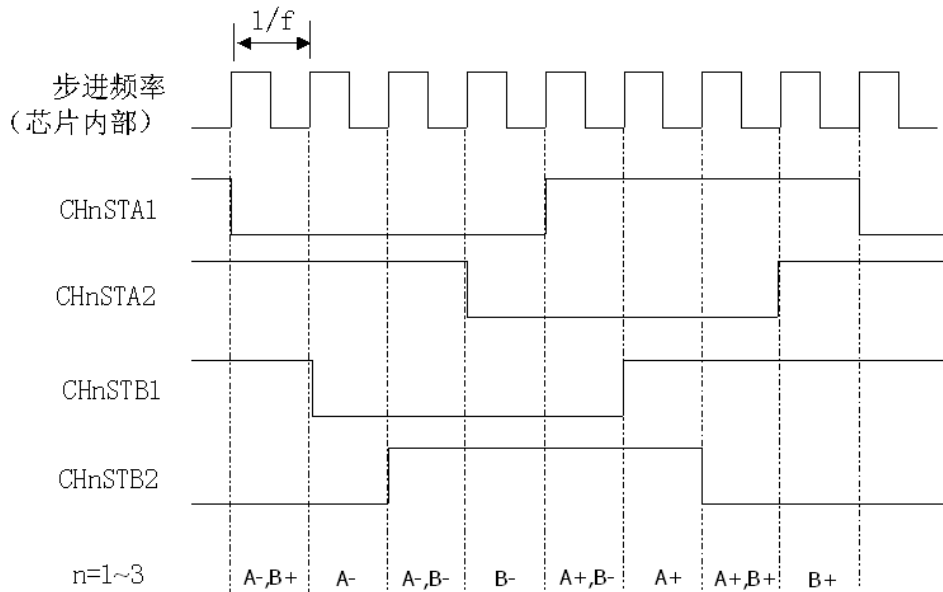 1/f
步进频率
（芯片内部）
CHnSTA1
CHnSTA2
CHnSTB1
CHnSTB2
n=1~3 A-,B+ A- A-,B- B- A+,B- A+ A+,B+ B+